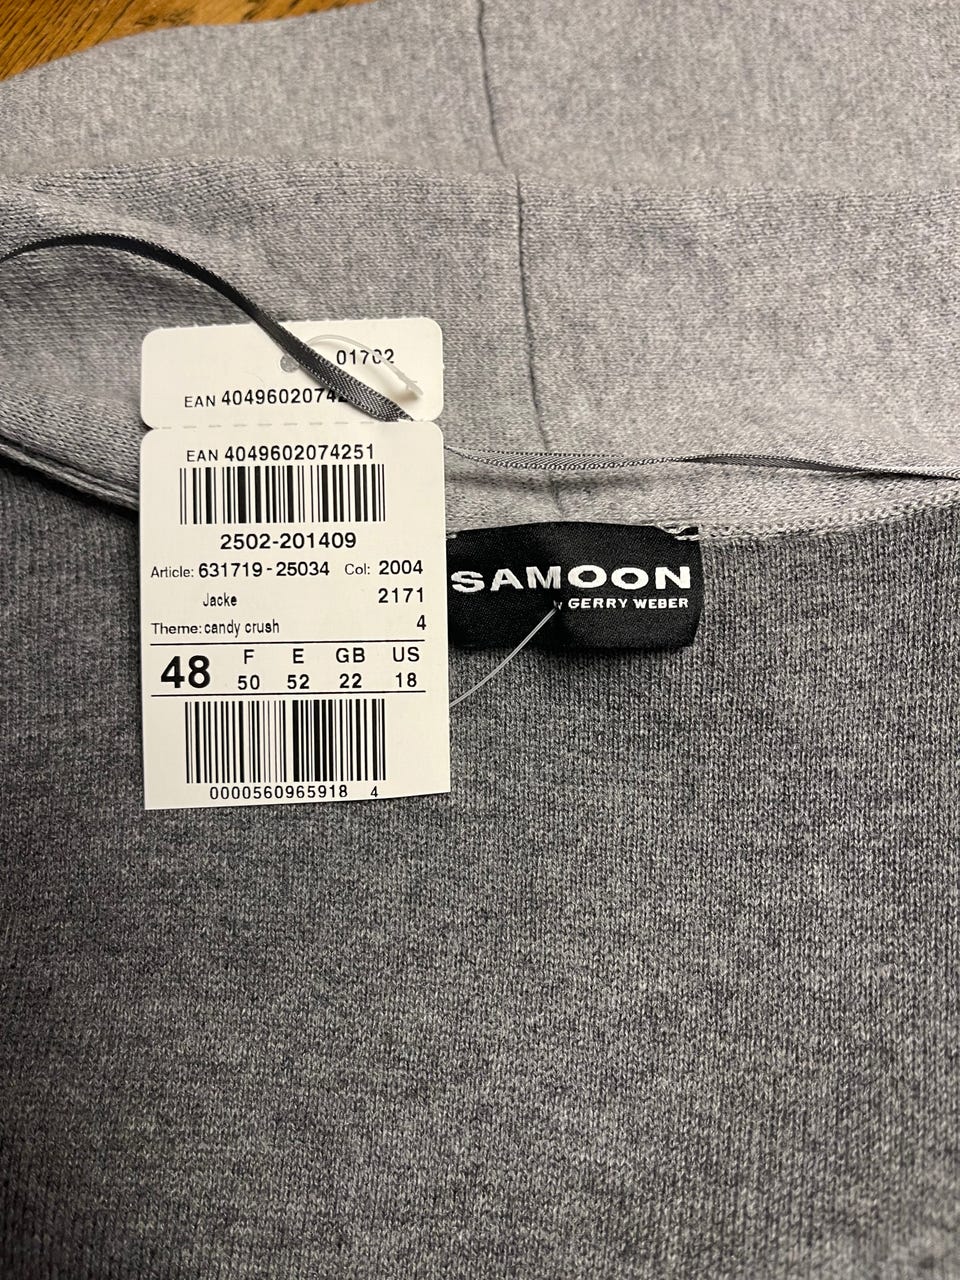 01702
EAN 40496020742
EAN 4049602074251
2502-201409
Article: 631719-25034 Col: 2004
Jacke 2171
Theme: candy crush 4
48 F E GB US
50 52 22 18
0000560965918 4
SAMOON
GERRY WEBER